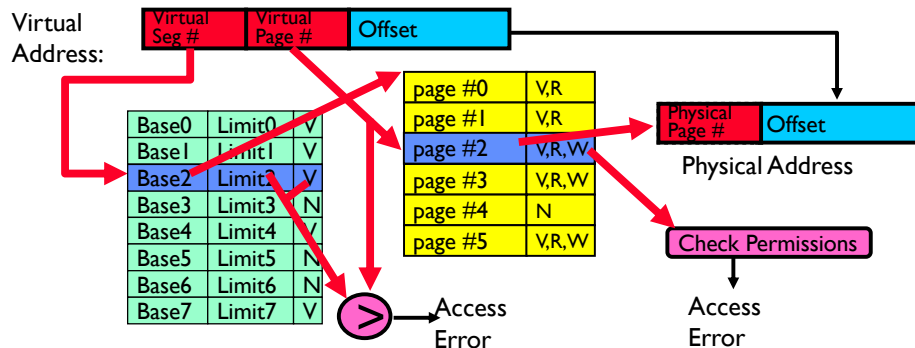 Virtual
Address:
Virtual
Seg #
Virtual
Page #
Offset
Base0 Limit0 V
Base1 Limit1 V
Base2 Limit2 V
Base3 Limit3 N
Base4 Limit4 V
Base5 Limit5 N
Base6 Limit6 N
Base7 Limit7 V
page #0 V,R
page #1 V,R
page #2 V,R,W
page #3 V,R,W
page #4 N
page #5 V,R,W
Physical
Page #
Offset
Physical Address
Check Permissions
>
Access
Error
Access
Error